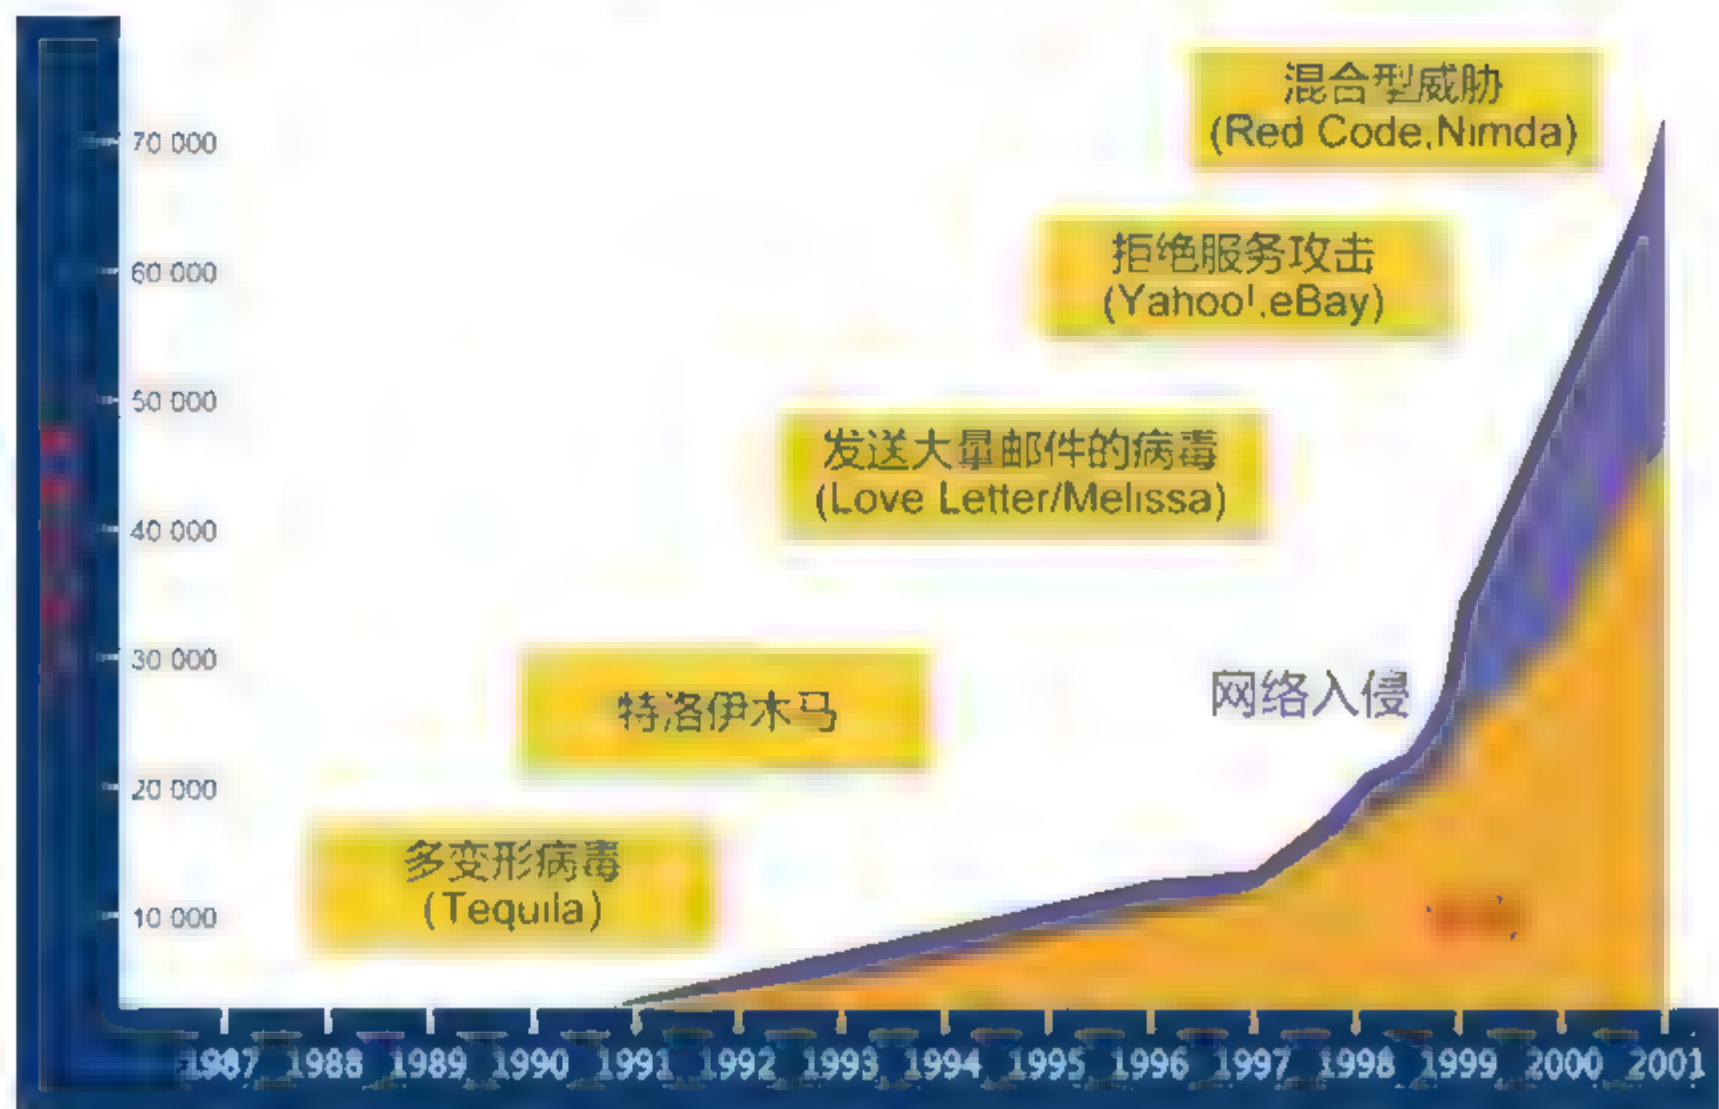 混合型威胁
(Red Code,Nimda)
70 000
拒绝服务攻击
(Yahoo!,eBay)
60 000
50 000
发送大量邮件的病毒
(Love Letter/Melissa)
40 000
30 000
特洛伊木马
网络入侵
20 000
多变形病毒
(Tequila)
10 000
1987 1988 1989 1990 1991 1992 1993 1994 1995 1996 1997 1998 1999 2000 2001